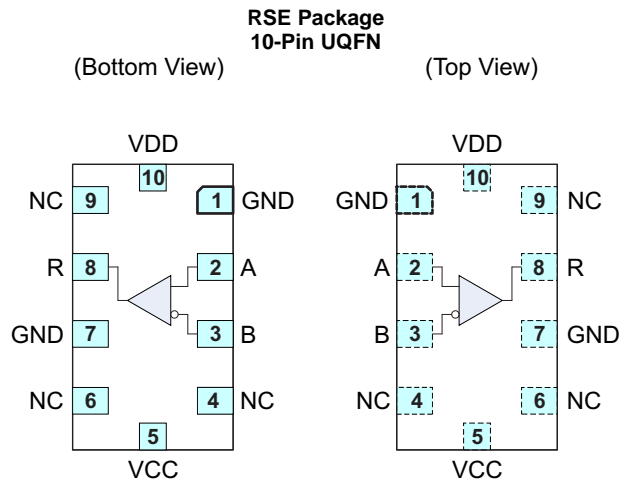 RSE Package
10-Pin UQFN
(Bottom View)
VDD
10
NC 9 1 GND
R 8 2 A
GND 7 3 B
NC 6 4 NC
5
VCC
(Top View)
VDD
10
GND 1 9 NC
A 2 8 R
B 3 7 GND
NC 4 6 NC
5
VCC